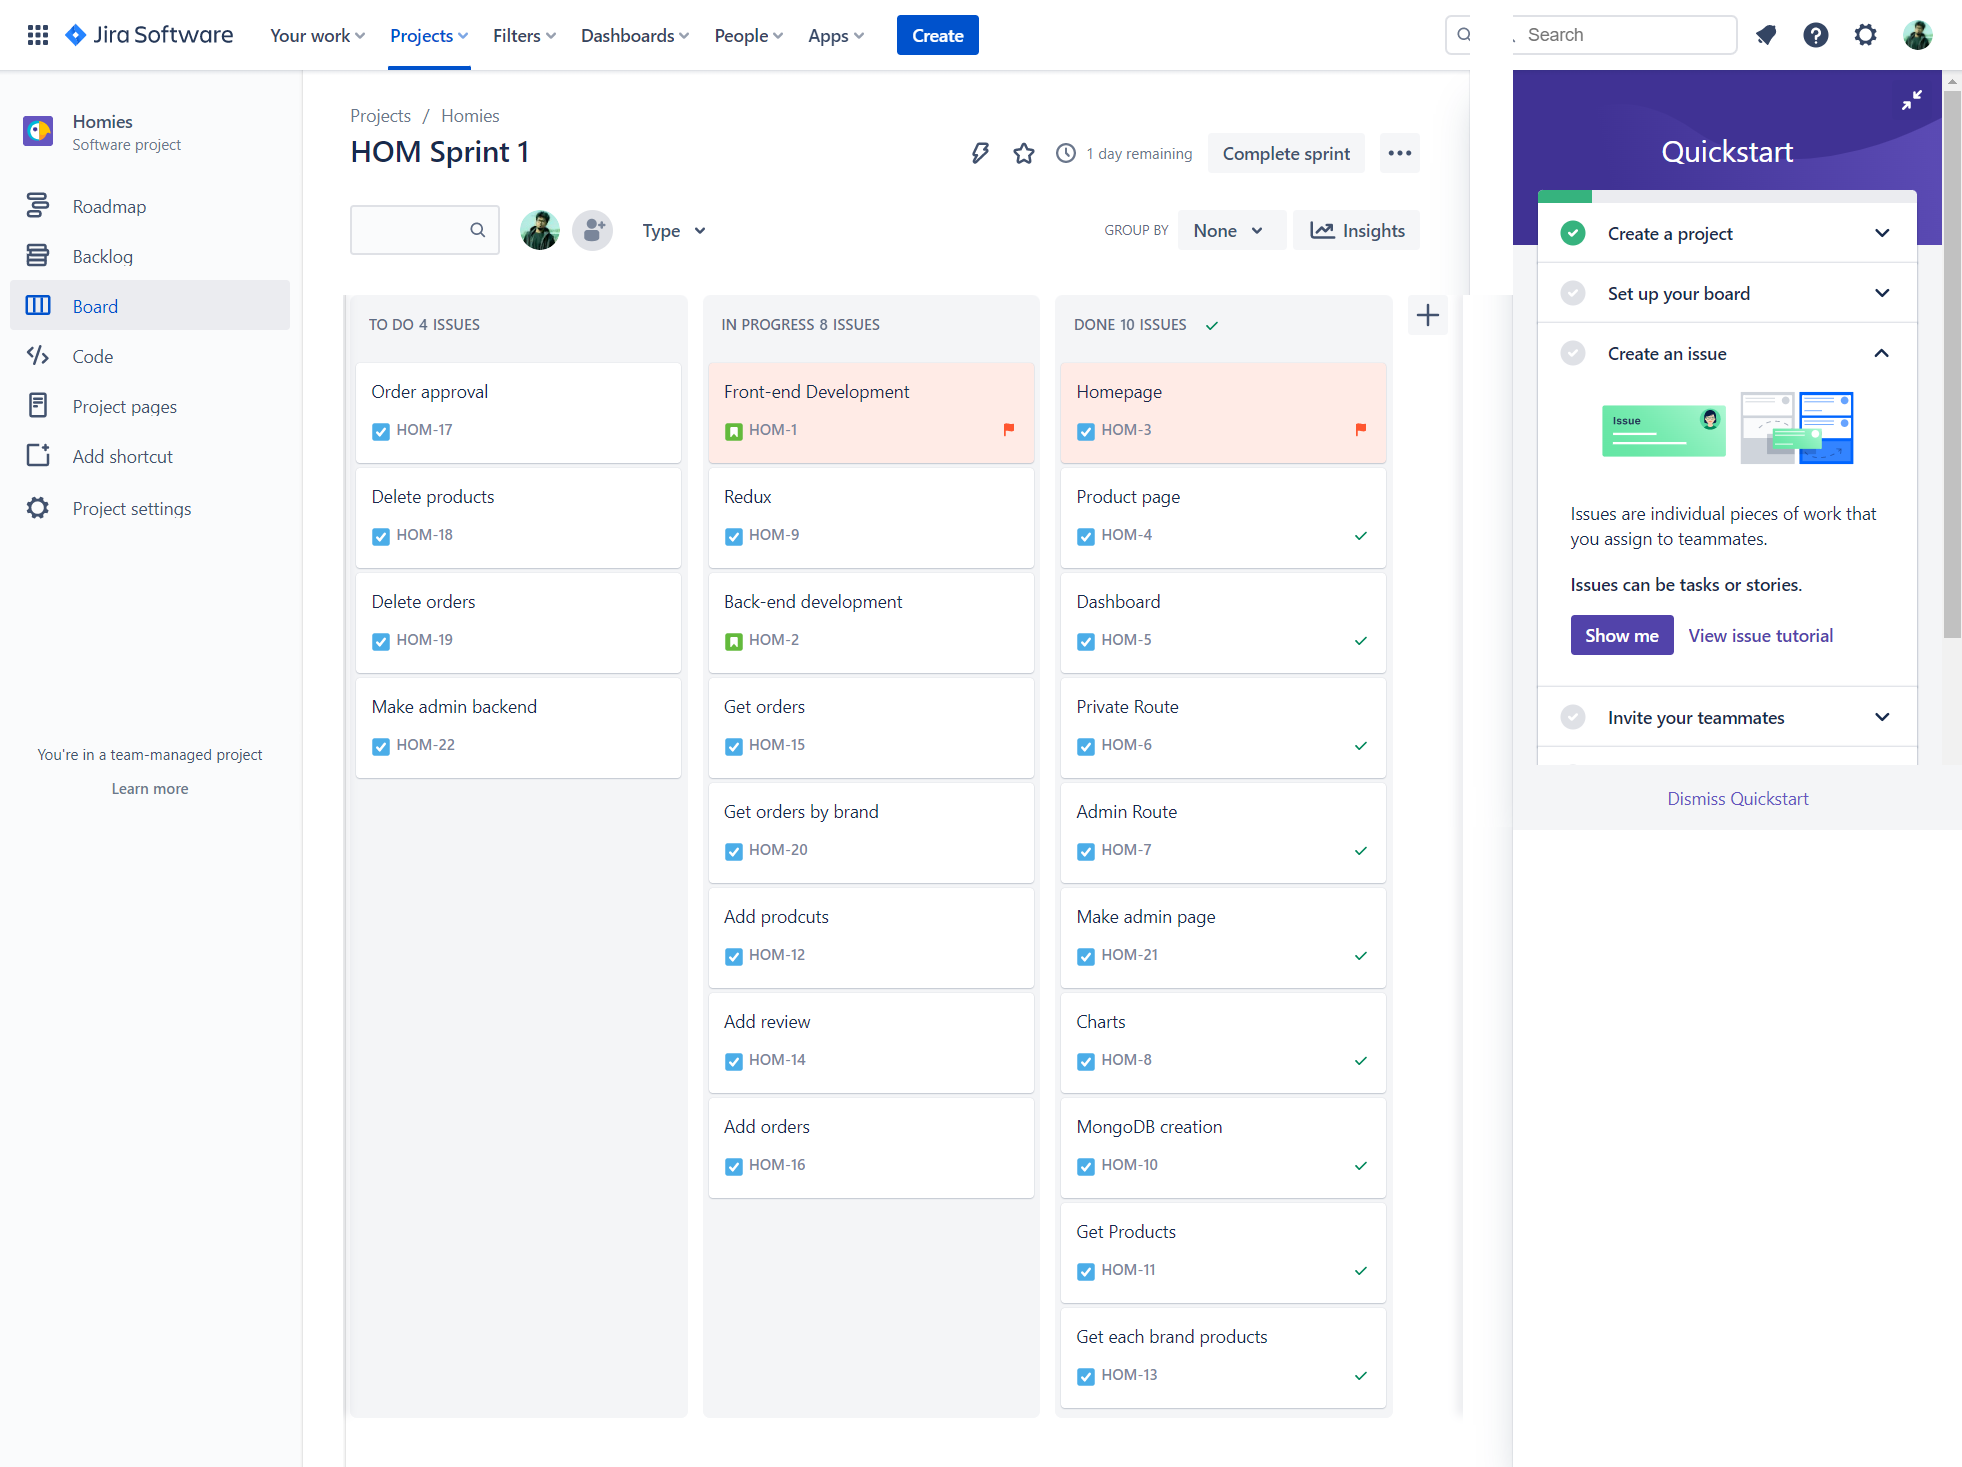 Jira Software
Your work
Projects
Filters
Dashboards
People
Apps
Create
Search
Homies
Software project
Roadmap
Backlog
Board
Code
Project pages
Add shortcut
Project settings
You're in a team-managed project
Learn more
Projects / Homies
HOM Sprint 1
1 day remaining
Complete sprint
Type
GROUP BY
None
Insights
TO DO 4 ISSUES
Order approval
HOM-17
Delete products
HOM-18
Delete orders
HOM-19
Make admin backend
HOM-22
IN PROGRESS 8 ISSUES
Front-end Development
HOM-1
Redux
HOM-9
Back-end development
HOM-2
Get orders
HOM-15
Get orders by brand
HOM-20
Add prodcuts
HOM-12
Add review
HOM-14
Add orders
HOM-16
DONE 10 ISSUES
Homepage
HOM-3
Product page
HOM-4
Dashboard
HOM-5
Private Route
HOM-6
Admin Route
HOM-7
Make admin page
HOM-21
Charts
HOM-8
MongoDB creation
HOM-10
Get Products
HOM-11
Get each brand products
HOM-13
Quickstart
Create a project
Set up your board
Create an issue
Issue
Issues are individual pieces of work that
you assign to teammates.
Issues can be tasks or stories.
Show me
View issue tutorial
Invite your teammates
Dismiss Quickstart